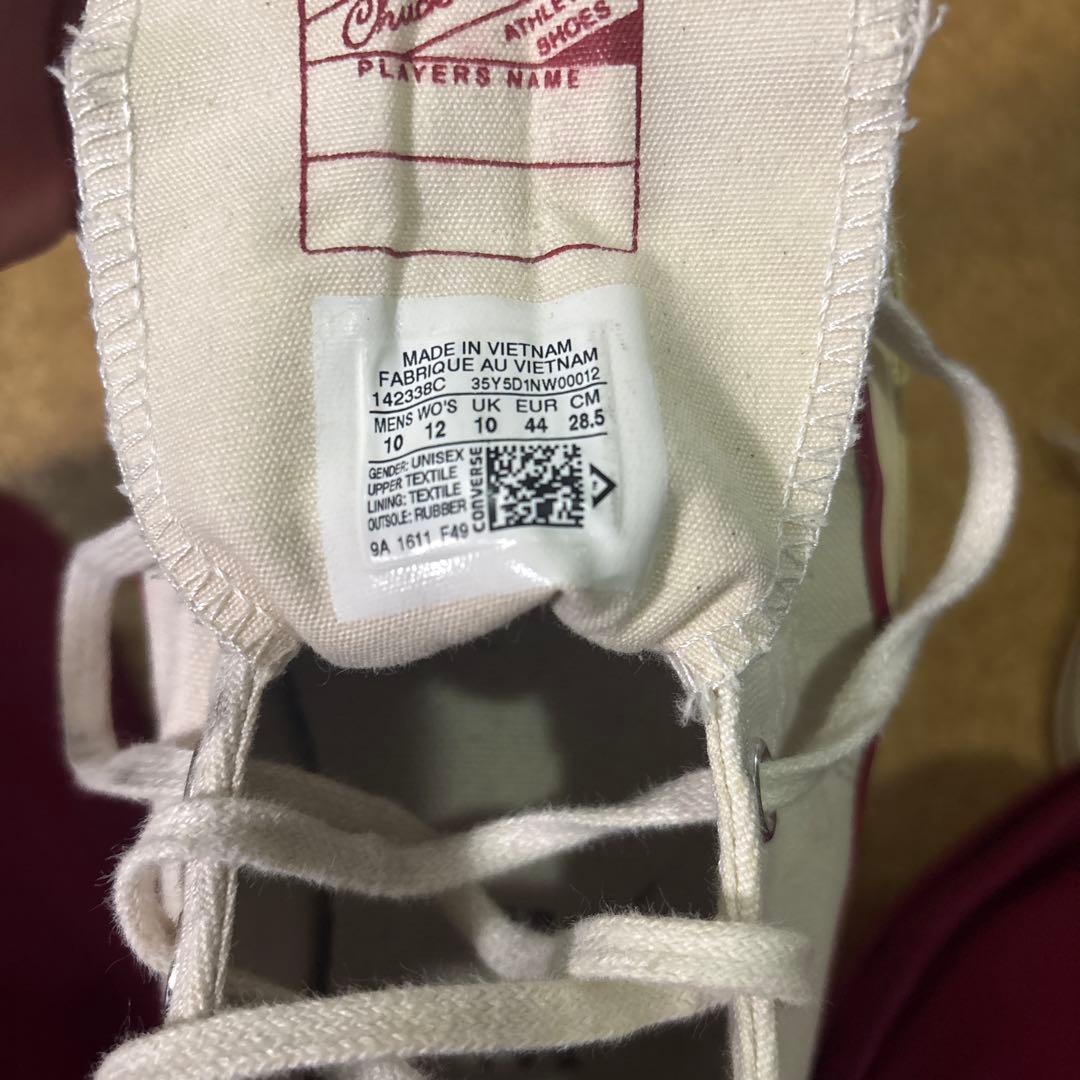 Chuck
ATHLE
SHOES
PLAYERS NAME
MADE IN VIETNAM
FABRIQUE AU VIETNAM
142338C 35Y5D1NW00012
MENS WO'S UK EUR CM
10 12 10 44 28.5
GENDER: UNISEX
UPPER TEXTILE
LINING: TEXTILE
OUTSOLE: RUBBER
CONVERSE
9A 1611 F49